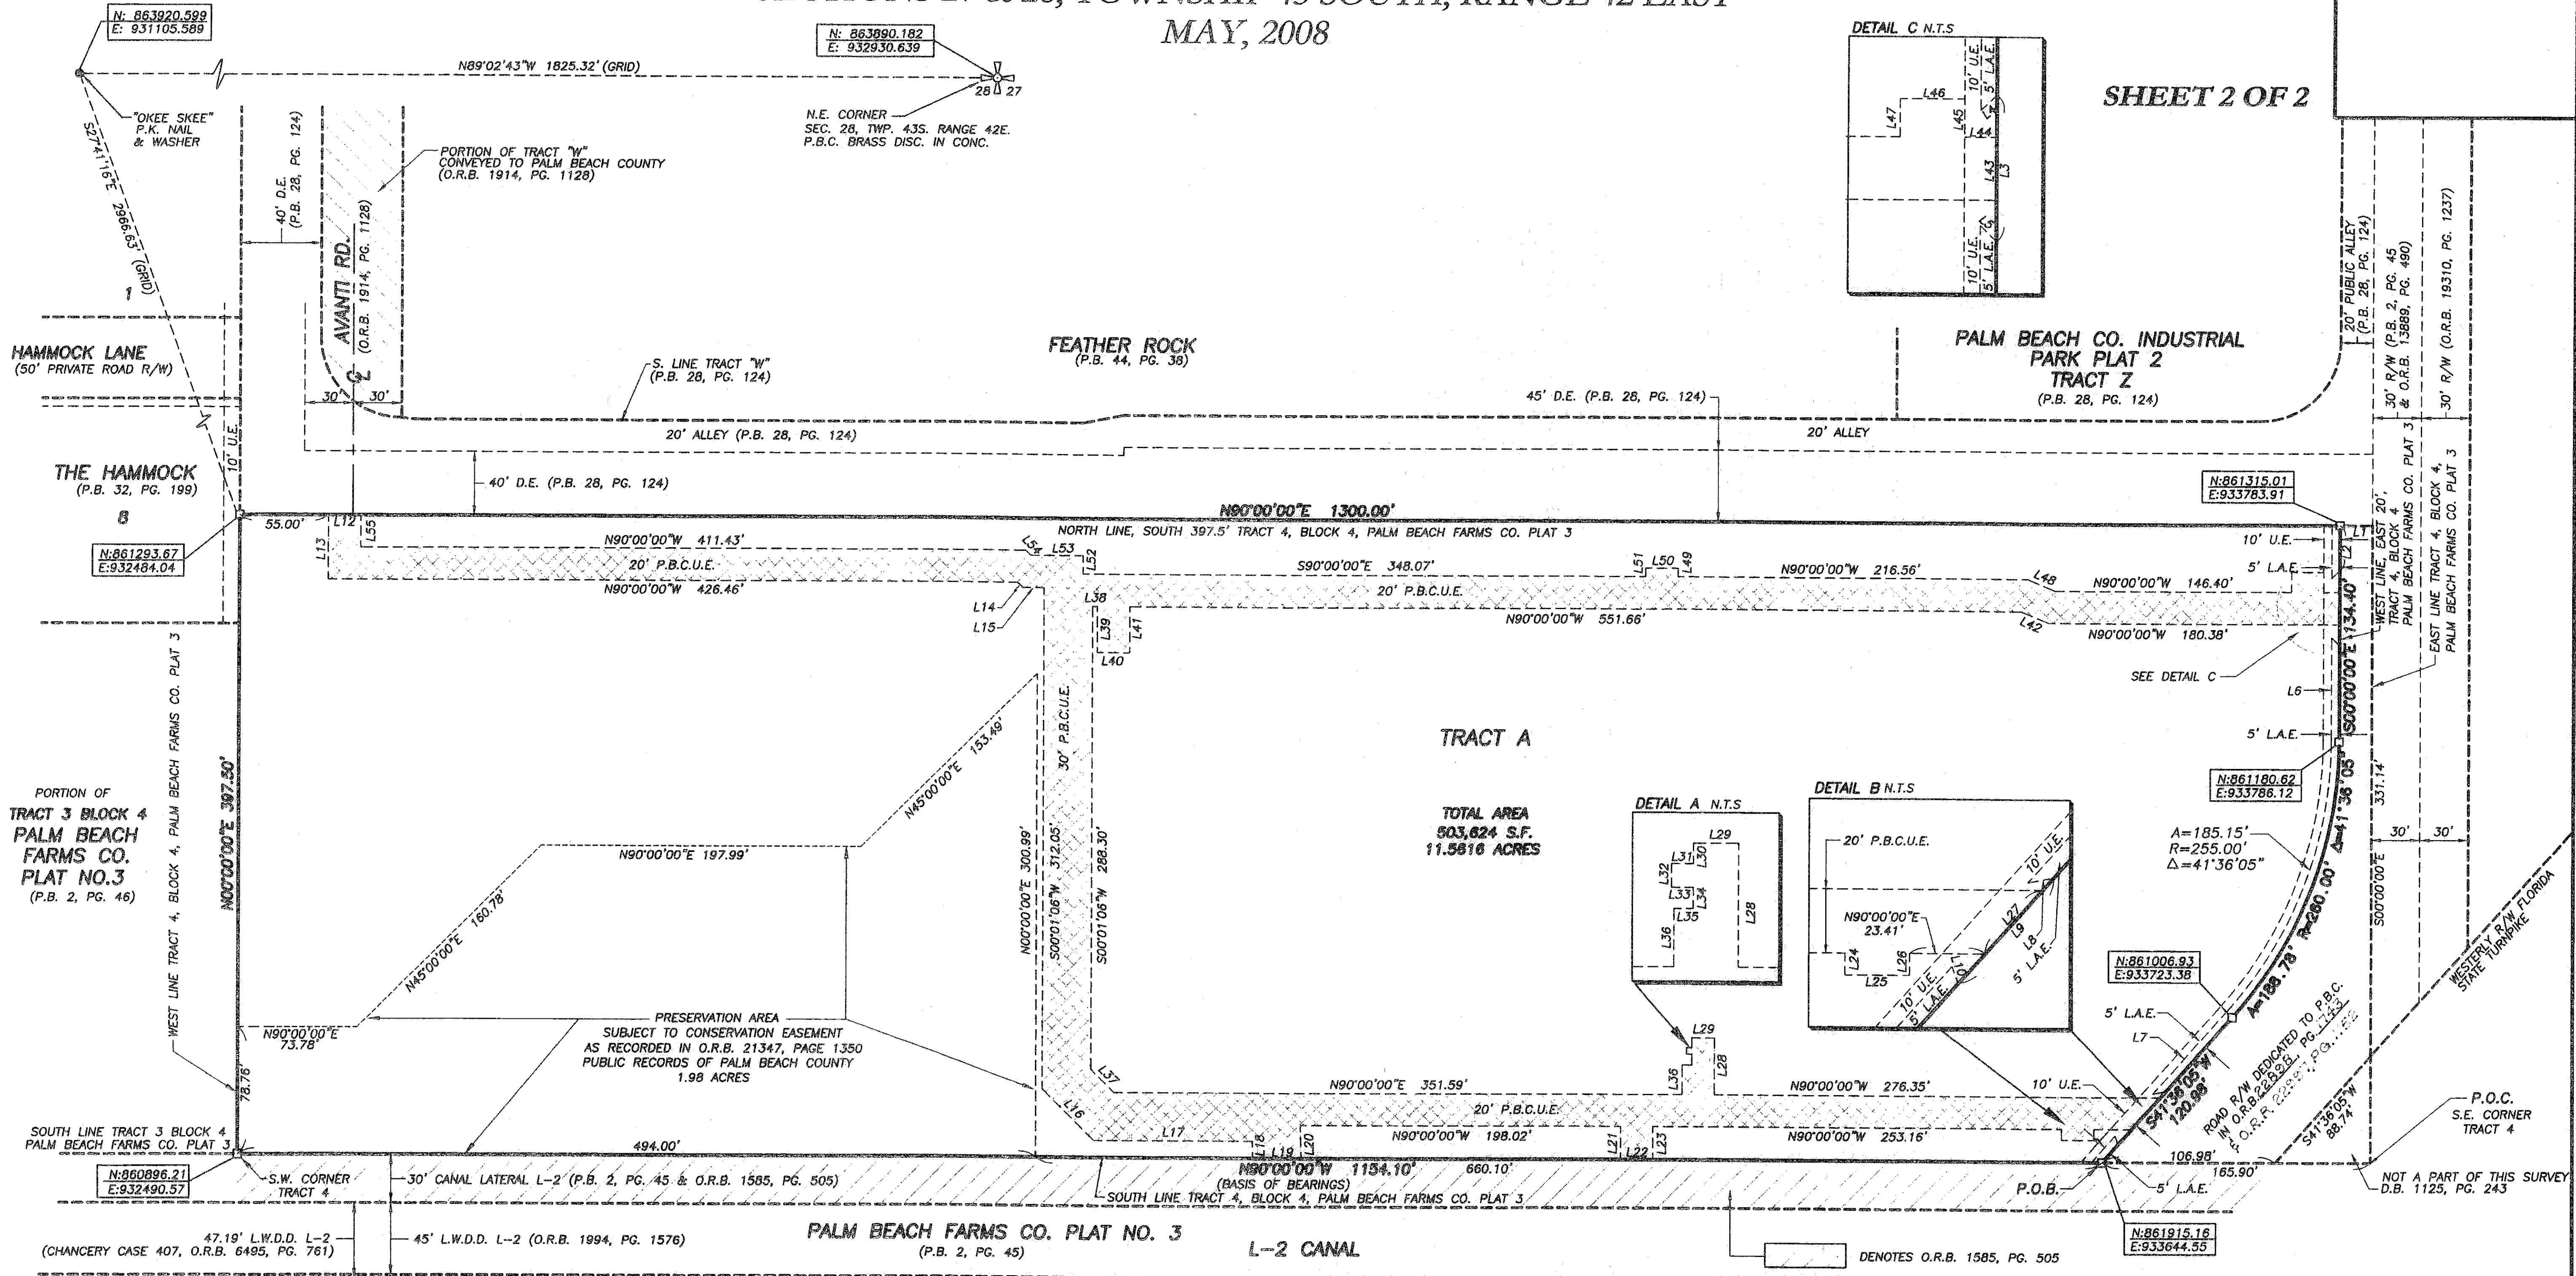 MAY, 2008
SHEET 2 OF 2
N: 863920.599
E: 931105.589
N: 863890.182
E: 932930.639
N89°02'43"W 1825.32' (GRID)
28 27
"OKEE SKEE"
P.K. NAIL
& WASHER
N.E. CORNER
SEC. 28, TWP. 43S. RANGE 42E.
P.B.C. BRASS DISC. IN CONC.
S27°41'16"E 2966.63' (GRID)
40' D.E.
(P.B. 28, PG. 124)
PORTION OF TRACT "W"
CONVEYED TO PALM BEACH COUNTY
(O.R.B. 1914, PG. 1128)
AVANTI RD.
(O.R.B. 1914, PG. 1128)
30' 30'
1
HAMMOCK LANE
(50' PRIVATE ROAD R/W)
10' U.E.
THE HAMMOCK
(P.B. 32, PG. 199)
8
S. LINE TRACT "W"
(P.B. 28, PG. 124)
FEATHER ROCK
(P.B. 44, PG. 38)
20' ALLEY (P.B. 28, PG. 124)
40' D.E. (P.B. 28, PG. 124)
45' D.E. (P.B. 28, PG. 124)
20' ALLEY
DETAIL C N.T.S
10' U.E.
5' L.A.E.
L46
L47
L45
L44
L43
L3
10' U.E.
5' L.A.E.
PALM BEACH CO. INDUSTRIAL
PARK PLAT 2
TRACT Z
(P.B. 28, PG. 124)
20' PUBLIC ALLEY
(P.B. 28, PG. 124)
30' R/W (P.B. 2, PG. 45
& O.R.B. 13889, PG. 490)
30' R/W (O.R.B. 19310, PG. 1237)
WEST LINE, EAST 20',
TRACT 4, BLOCK 4
PALM BEACH FARMS CO. PLAT 3
EAST LINE TRACT 4, BLOCK 4,
PALM BEACH FARMS CO. PLAT 3
N:861315.01
E:933783.91
N:861293.67
E:932484.04
N90°00'00"E 1300.00'
NORTH LINE, SOUTH 397.5' TRACT 4, BLOCK 4, PALM BEACH FARMS CO. PLAT 3
55.00'
L12
L55
L13
N90°00'00"W 411.43'
20' P.B.C.U.E.
N90°00'00"W 426.46'
L53
L52
L14
L15
S90°00'00"E 348.07'
L51
L50
L49
20' P.B.C.U.E.
N90°00'00"W 216.56'
L48
N90°00'00"W 146.40'
10' U.E.
5' L.A.E.
L2
L38
L39
L41
L40
N90°00'00"W 551.66'
L42
N90°00'00"W 180.38'
SEE DETAIL C
S00°00'00"E 134.40'
L6
5' L.A.E.
N:861180.62
E:933786.12
WEST LINE TRACT 4, BLOCK 4, PALM BEACH FARMS CO. PLAT 3
N00°00'00"E 397.50'
PORTION OF
TRACT 3 BLOCK 4
PALM BEACH
FARMS CO.
PLAT NO.3
(P.B. 2, PG. 46)
N90°00'00"E 197.99'
N45°00'00"E 153.49'
N45°00'00"E 160.78'
N90°00'00"E
73.78'
78.76'
N00°00'00"E 300.99'
S00°01'06"W 312.05'
30' P.B.C.U.E.
S00°01'06"W 288.30'
TRACT A
TOTAL AREA
503,624 S.F.
11.5616 ACRES
PRESERVATION AREA
SUBJECT TO CONSERVATION EASEMENT
AS RECORDED IN O.R.B. 21347, PAGE 1350
PUBLIC RECORDS OF PALM BEACH COUNTY
1.98 ACRES
DETAIL A N.T.S
L29
L31
L30
L32
L33
L34
L35
L36
L28
DETAIL B N.T.S
20' P.B.C.U.E.
10' U.E.
N90°00'00"E
23.41'
L27
L9
L8
5' L.A.E.
L24
L25
L26
L10
10' U.E.
5' L.A.E.
A=185.15'
R=255.00'
Δ=41°36'05"
A=188.78' R=260.00' Δ=41°36'05"
S00°00'00"E 331.14'
30' 30'
WESTERLY R/W FLORIDA
STATE TURNPIKE
N:861006.93
E:933723.38
5' L.A.E.
L7
10' U.E.
S41°36'05"W
120.98'
ROAD R/W DEDICATED TO P.B.C.
S41°36'05"W
88.74'
P.O.C.
S.E. CORNER
TRACT 4
L29
L28
L36
L37
L16
L17
N90°00'00"E 351.59'
N90°00'00"W 276.35'
20' P.B.C.U.E.
L18
L19
L20
N90°00'00"W 198.02'
L21
L22
L23
N90°00'00"W 253.16'
SOUTH LINE TRACT 3 BLOCK 4
PALM BEACH FARMS CO. PLAT 3
494.00'
N90°00'00"W 1154.10'
660.10'
(BASIS OF BEARINGS)
106.98'
165.90'
N:860896.21
E:932490.57
S.W. CORNER
TRACT 4
30' CANAL LATERAL L-2 (P.B. 2, PG. 45 & O.R.B. 1585, PG. 505)
SOUTH LINE TRACT 4, BLOCK 4, PALM BEACH FARMS CO. PLAT 3
P.O.B.
5' L.A.E.
NOT A PART OF THIS SURVEY
D.B. 1125, PG. 243
47.19' L.W.D.D. L-2
(CHANCERY CASE 407, O.R.B. 6495, PG. 761)
45' L.W.D.D. L-2 (O.R.B. 1994, PG. 1576)
PALM BEACH FARMS CO. PLAT NO. 3
(P.B. 2, PG. 45)
L-2 CANAL
N:861915.16
E:933644.55
DENOTES O.R.B. 1585, PG. 505